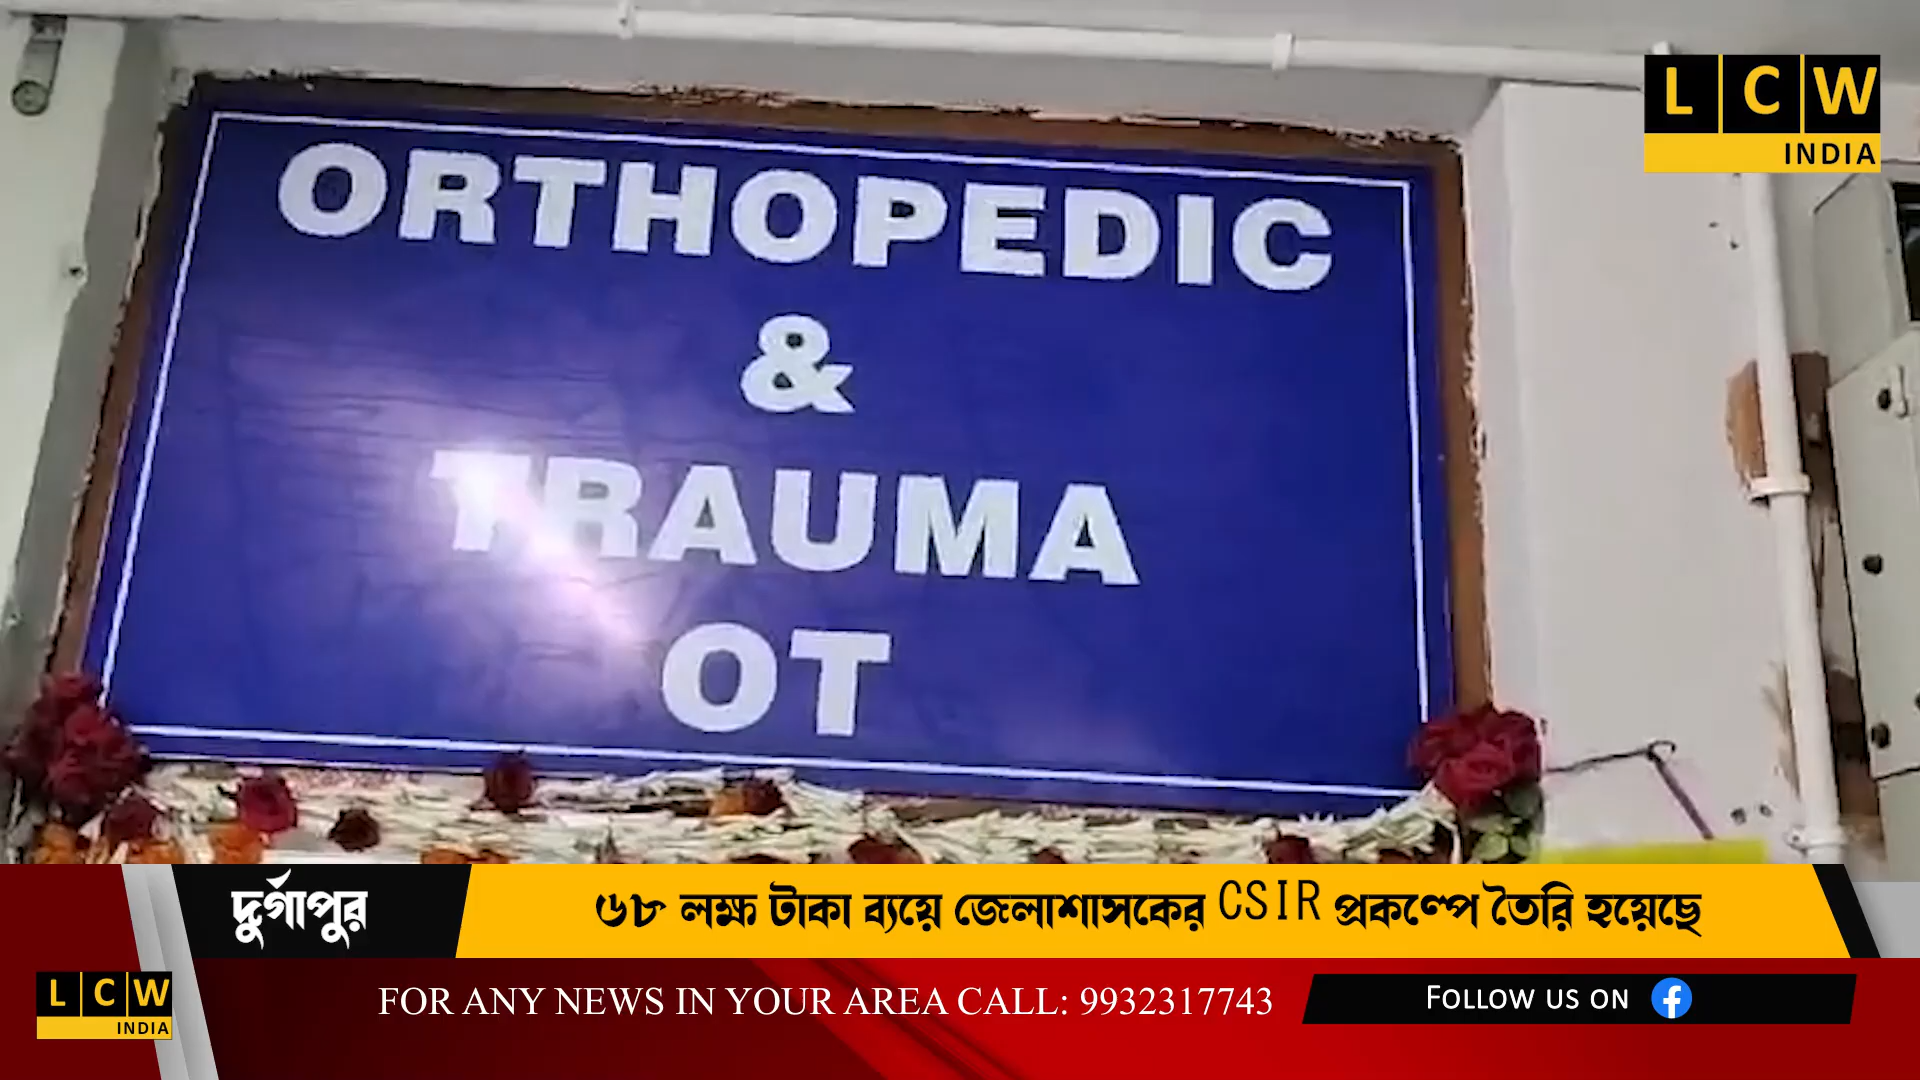 L C W
INDIA
ORTHOPEDIC
&
TRAUMA
OT
দুর্গাপুর
৬৮ লক্ষ টাকা ব্যয়ে জেলাশাসকের CSIR প্রকল্পে তৈরি হয়েছে
L C W
INDIA
FOR ANY NEWS IN YOUR AREA CALL: 9932317743
FOLLOW US ON